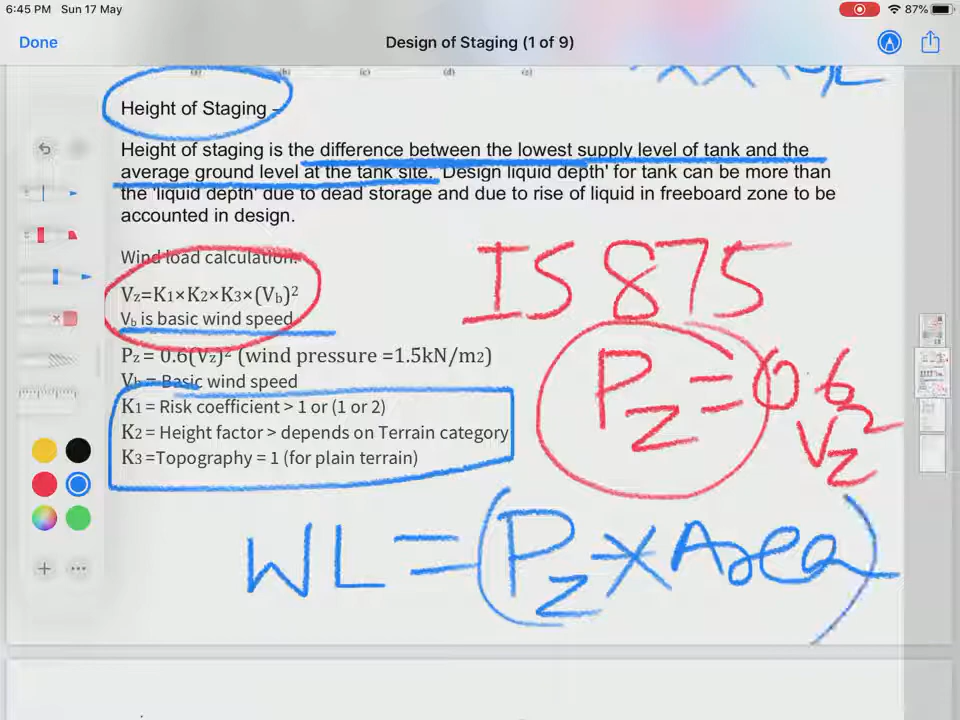 6:45 PM Sun 17 May 87%
Done Design of Staging (1 of 9)
(a) (b) (c) (d) (e)
Height of Staging -
Height of staging is the difference between the lowest supply level of tank and the
average ground level at the tank site. 'Design liquid depth' for tank can be more than
the 'liquid depth' due to dead storage and due to rise of liquid in freeboard zone to be
accounted in design.
Wind load calculation:
IS 875
Vz=K1×K2×K3×(Vb)²
Vb is basic wind speed
Pz = 0.6(Vz)² (wind pressure =1.5kN/m2)
Pz = 0.6 Vz²
Vb = Basic wind speed
K1 = Risk coefficient > 1 or (1 or 2)
K2 = Height factor > depends on Terrain category
K3 =Topography = 1 (for plain terrain)
WL = (Pz × Area)